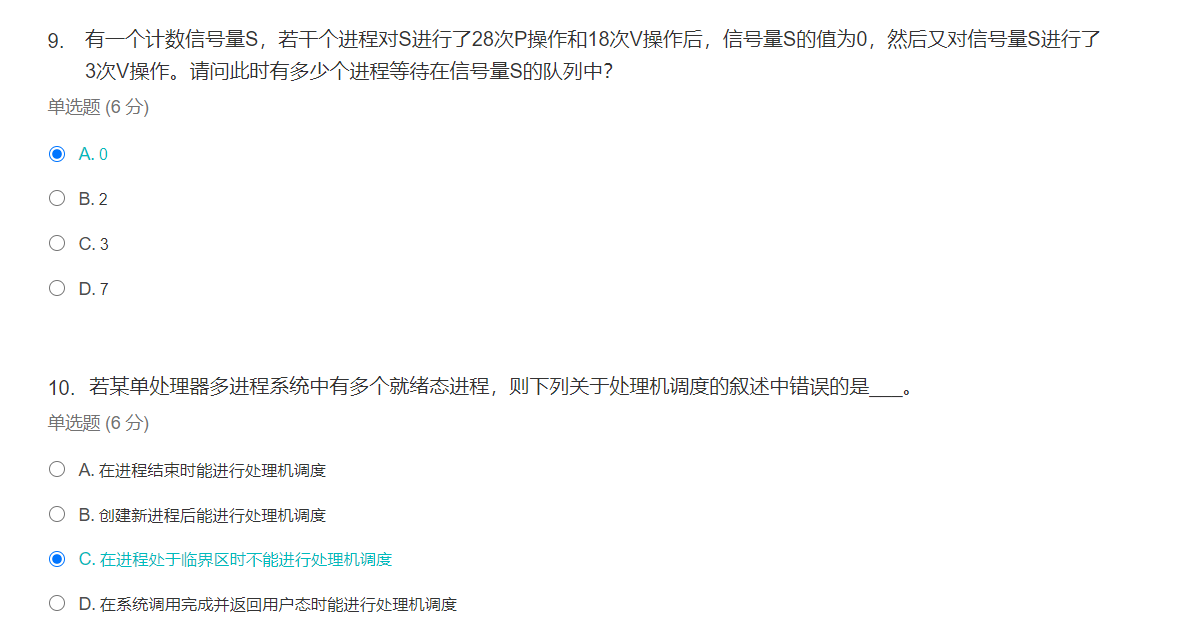 9. 有一个计数信号量S，若干个进程对S进行了28次P操作和18次V操作后，信号量S的值为0，然后又对信号量S进行了
3次V操作。请问此时有多少个进程等待在信号量S的队列中？
单选题 (6 分)
A. 0
B. 2
C. 3
D. 7
10. 若某单处理器多进程系统中有多个就绪态进程，则下列关于处理机调度的叙述中错误的是___。
单选题 (6 分)
A. 在进程结束时能进行处理机调度
B. 创建新进程后能进行处理机调度
C. 在进程处于临界区时不能进行处理机调度
D. 在系统调用完成并返回用户态时能进行处理机调度